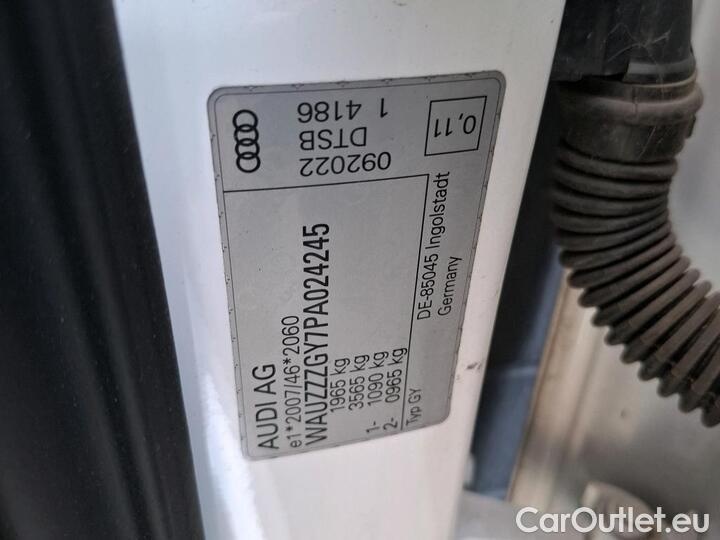 AUDI AG
e1*2007/46*2060
WAUZZZGY7PA024245
1965 kg
3565 kg
1- 1090 kg
2- 0965 kg
Typ GY
092022
DTSB
1 4186
0,11
DE-85045 Ingolstadt
Germany
CarOutlet.eu